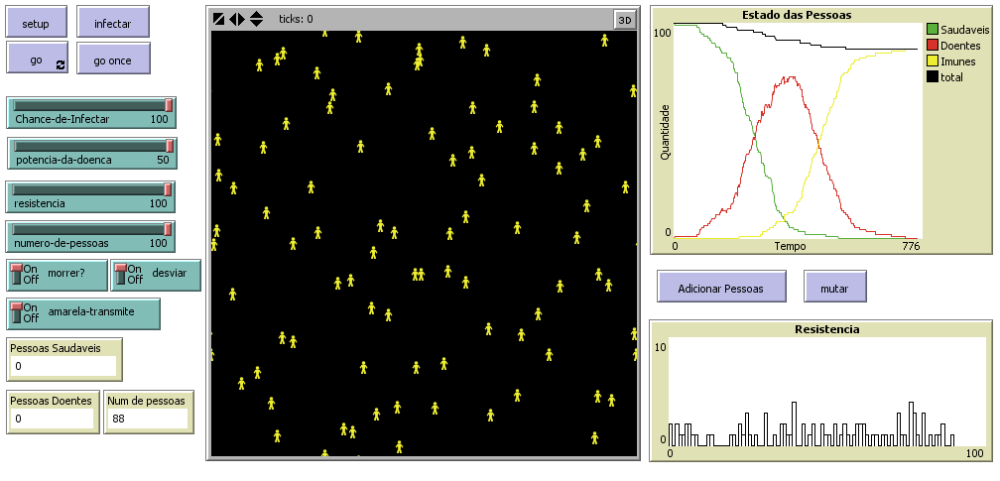 setup
infectar
go
go once
Chance-de-Infectar 100
potencia-da-doenca 50
resistencia 100
numero-de-pessoas 100
On
Off
morrer?
On
Off
desviar
On
Off
amarela-transmite
Pessoas Saudaveis
0
Pessoas Doentes
0
Num de pessoas
88
ticks: 0
3D
Estado das Pessoas
100
Quantidade
0
0
Tempo
776
Saudaveis
Doentes
Imunes
total
Adicionar Pessoas
mutar
Resistencia
10
0
0
100